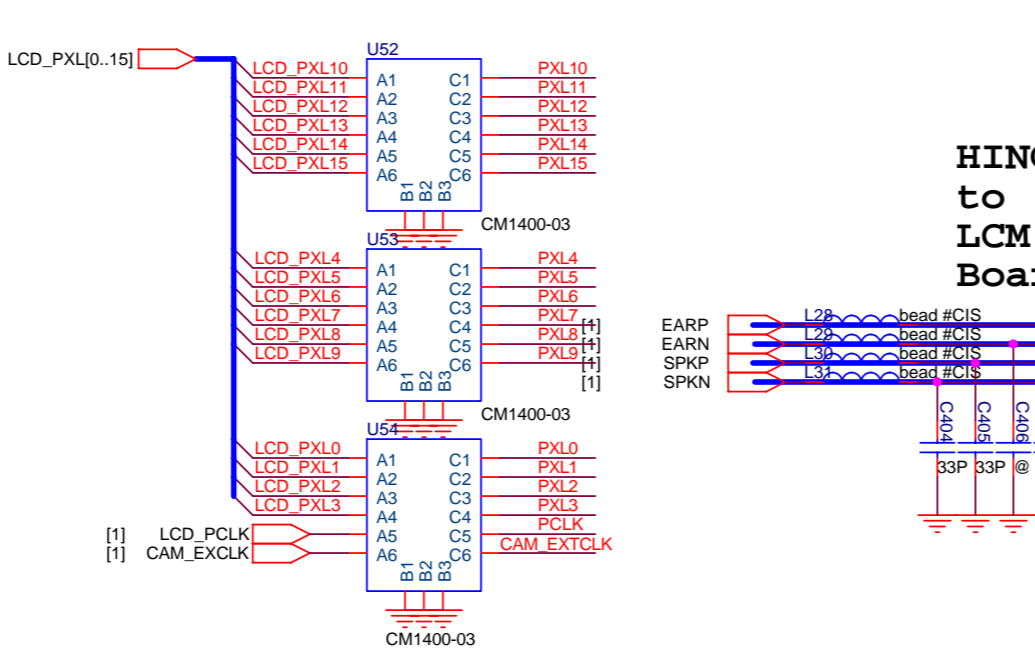 LCD_PXL[0..15]
U52
LCD_PXL10
LCD_PXL11
LCD_PXL12
LCD_PXL13
LCD_PXL14
LCD_PXL15
A1
A2
A3
A4
A5
A6
B1
B2
B3
C1
C2
C3
C4
C5
C6
PXL10
PXL11
PXL12
PXL13
PXL14
PXL15
CM1400-03
U53
LCD_PXL4
LCD_PXL5
LCD_PXL6
LCD_PXL7
LCD_PXL8
LCD_PXL9
A1
A2
A3
A4
A5
A6
B1
B2
B3
C1
C2
C3
C4
C5
C6
PXL4
PXL5
PXL6
PXL7
PXL8
PXL9
CM1400-03
U54
LCD_PXL0
LCD_PXL1
LCD_PXL2
LCD_PXL3
[1] LCD_PCLK
[1] CAM_EXCLK
A1
A2
A3
A4
A5
A6
B1
B2
B3
C1
C2
C3
C4
C5
C6
PXL0
PXL1
PXL2
PXL3
PCLK
CAM_EXTCLK
CM1400-03
to
LCM
[1] EARP L28 bead #CIS
[1] EARN L29 bead #CIS
[1] SPKP L30 bead #CIS
[1] SPKN L31 bead #CIS
C404
C405
C406
33P
33P
@